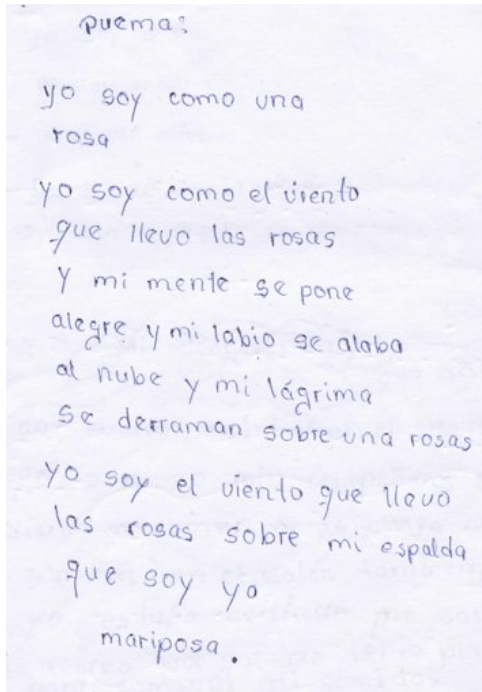 puema:
yo soy como una
rosa
yo soy como el viento
que llevo las rosas
y mi mente se pone
alegre y mi labio se alaba
al nube y mi lágrima
se derraman sobre una rosas
yo soy el viento que llevo
las rosas sobre mi espalda
que soy yo
mariposa.